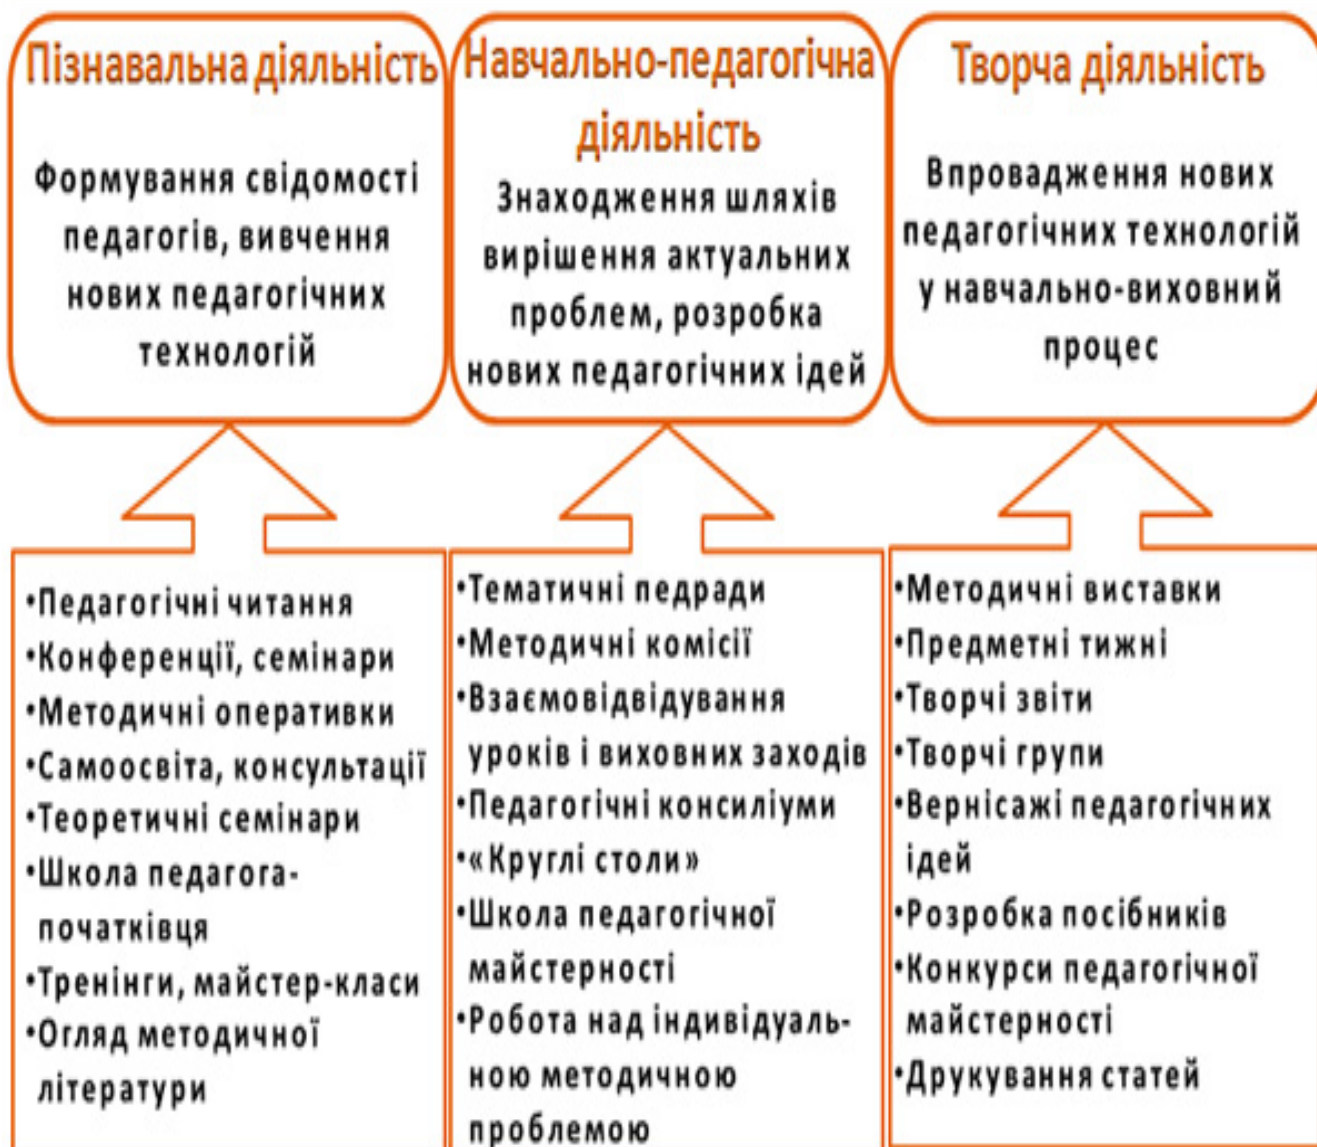 Пізнавальна діяльність
Формування свідомості
педагогів, вивчення
нових педагогічних
технологій
Навчально-педагогічна
діяльність
Знаходження шляхів
вирішення актуальних
проблем, розробка
нових педагогічних ідей
Творча діяльність
Впровадження нових
педагогічних технологій
у навчально-виховний
процес
•Педагогічні читання
•Конференції, семінари
•Методичні оперативки
•Самоосвіта, консультації
•Теоретичні семінари
•Школа педагога-
початківця
•Тренінги, майстер-класи
•Огляд методичної
літератури
•Тематичні педради
•Методичні комісії
•Взаємовідвідування
уроків і виховних заходів
•Педагогічні консиліуми
•«Круглі столи»
•Школа педагогічної
майстерності
•Робота над індивідуаль-
ною методичною
проблемою
•Методичні виставки
•Предметні тижні
•Творчі звіти
•Творчі групи
•Вернісажі педагогічних
ідей
•Розробка посібників
•Конкурси педагогічної
майстерності
•Друкування статей